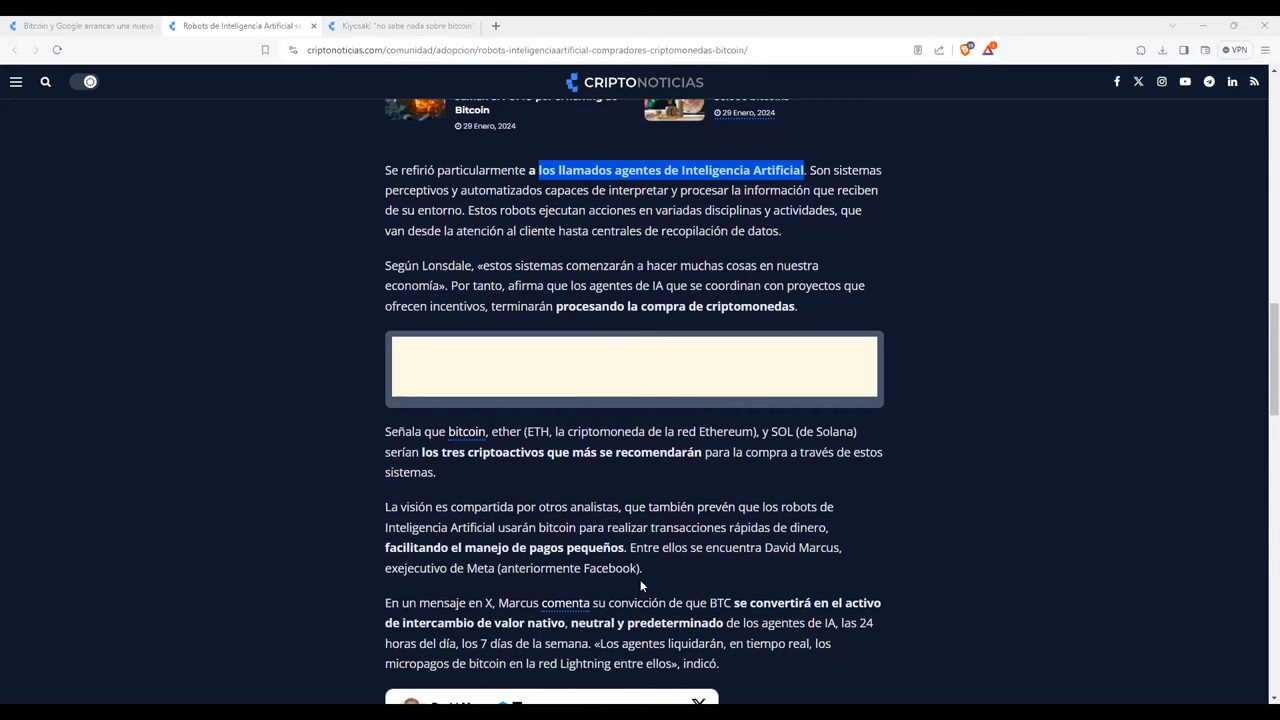 Bitcoin y Google arrancan una nueva
Robots de Inteligencia Artificial se
Kiyosaki "no sabe nada sobre bitcoin"
criptonoticias.com/comunidad/adopcion/robots-inteligenciaartificial-compradores-criptomonedas-bitcoin/
VPN
CRIPTONOTICIAS
Bitcoin
29 Enero, 2024
29 Enero, 2024
Se refirió particularmente a los llamados agentes de Inteligencia Artificial. Son sistemas
perceptivos y automatizados capaces de interpretar y procesar la información que reciben
de su entorno. Estos robots ejecutan acciones en variadas disciplinas y actividades, que
van desde la atención al cliente hasta centrales de recopilación de datos.
Según Lonsdale, «estos sistemas comenzarán a hacer muchas cosas en nuestra
economía». Por tanto, afirma que los agentes de IA que se coordinan con proyectos que
ofrecen incentivos, terminarán procesando la compra de criptomonedas.
Señala que bitcoin, ether (ETH, la criptomoneda de la red Ethereum), y SOL (de Solana)
serían los tres criptoactivos que más se recomendarán para la compra a través de estos
sistemas.
La visión es compartida por otros analistas, que también prevén que los robots de
Inteligencia Artificial usarán bitcoin para realizar transacciones rápidas de dinero,
facilitando el manejo de pagos pequeños. Entre ellos se encuentra David Marcus,
exejecutivo de Meta (anteriormente Facebook).
En un mensaje en X, Marcus comenta su convicción de que BTC se convertirá en el activo
de intercambio de valor nativo, neutral y predeterminado de los agentes de IA, las 24
horas del día, los 7 días de la semana. «Los agentes liquidarán, en tiempo real, los
micropagos de bitcoin en la red Lightning entre ellos», indicó.